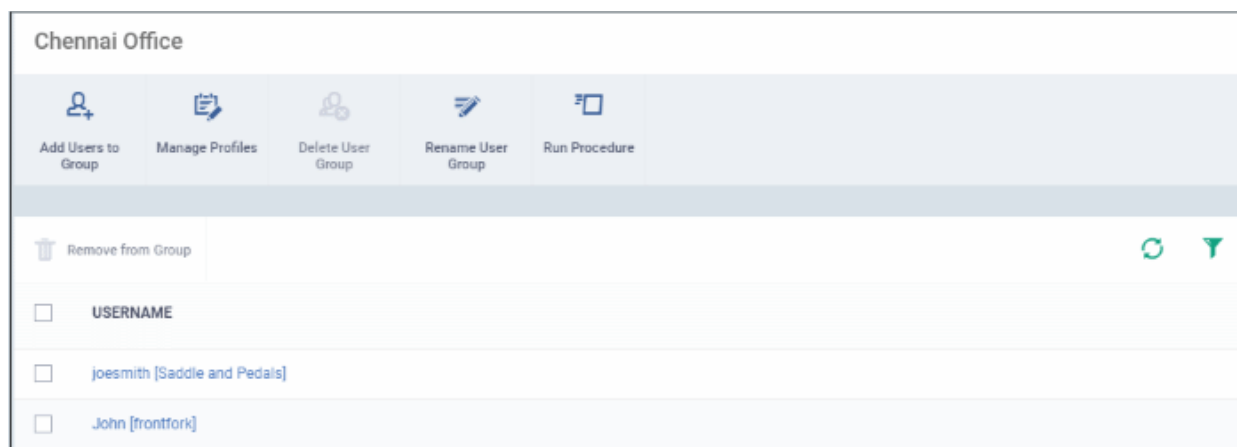 Chennai Office
Add Users to
Group
Manage Profiles
Delete User
Group
Rename User
Group
Run Procedure
Remove from Group
USERNAME
joesmith [Saddle and Pedals]
John [frontfork]